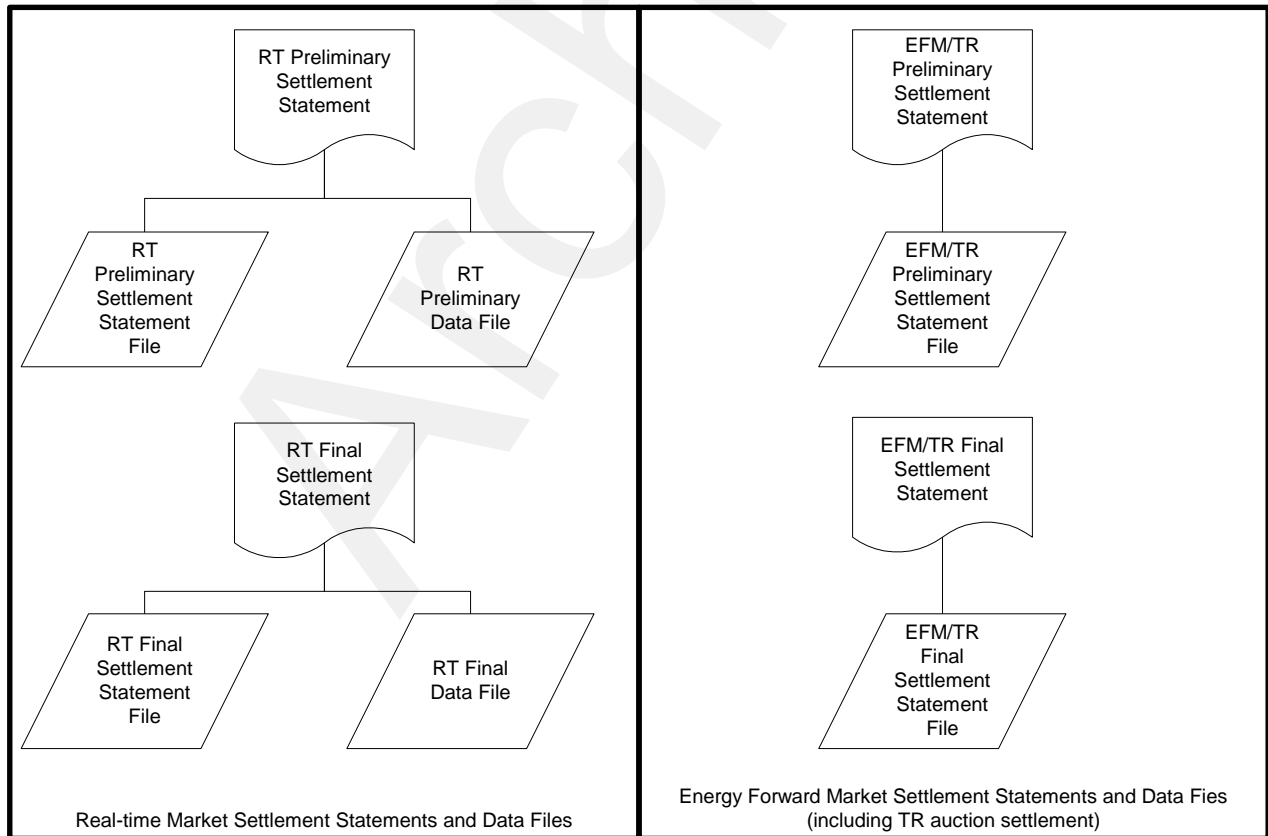 RT Preliminary
Settlement
Statement
RT
Preliminary
Settlement
Statement
File
RT
Preliminary
Data File
RT Final
Settlement
Statement
RT Final
Settlement
Statement
File
RT Final
Data File
Real-time Market Settlement Statements and Data Files
EFM/TR
Preliminary
Settlement
Statement
EFM/TR
Preliminary
Settlement
Statement
File
EFM/TR Final
Settlement
Statement
EFM/TR
Final
Settlement
Statement
File
Energy Forward Market Settlement Statements and Data Fies
(including TR auction settlement)
Arch